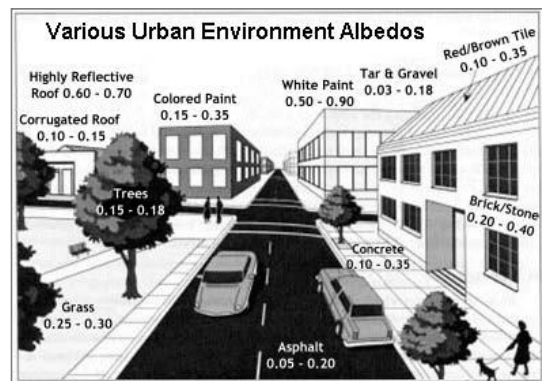 Various Urban Environment Albedos
Highly Reflective
Roof 0.60 - 0.70
Corrugated Roof
0.10 - 0.15
Colored Paint
0.15 - 0.35
White Paint
0.50 - 0.90
Tar & Gravel
0.03 - 0.18
Red/Brown Tile
0.10 - 0.35
Trees
0.15 - 0.18
Brick/Stone
0.20 - 0.40
Concrete
0.10 - 0.35
Grass
0.25 - 0.30
Asphalt
0.05 - 0.20